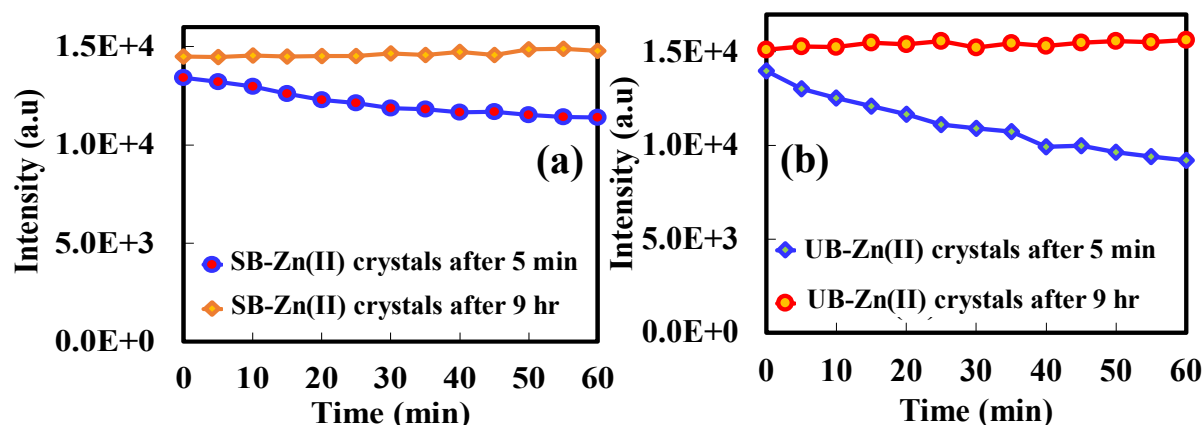 Intensity (a.u)
1.5E+4
1.0E+4
5.0E+3
0.0E+0
(a)
SB-Zn(II) crystals after 5 min
SB-Zn(II) crystals after 9 hr
0 10 20 30 40 50 60
Time (min)
Intensity (a.u)
1.5E+4
1.0E+4
5.0E+3
0.0E+0
(b)
UB-Zn(II) crystals after 5 min
UB-Zn(II) crystals after 9 hr
0 10 20 30 40 50 60
Time (min)